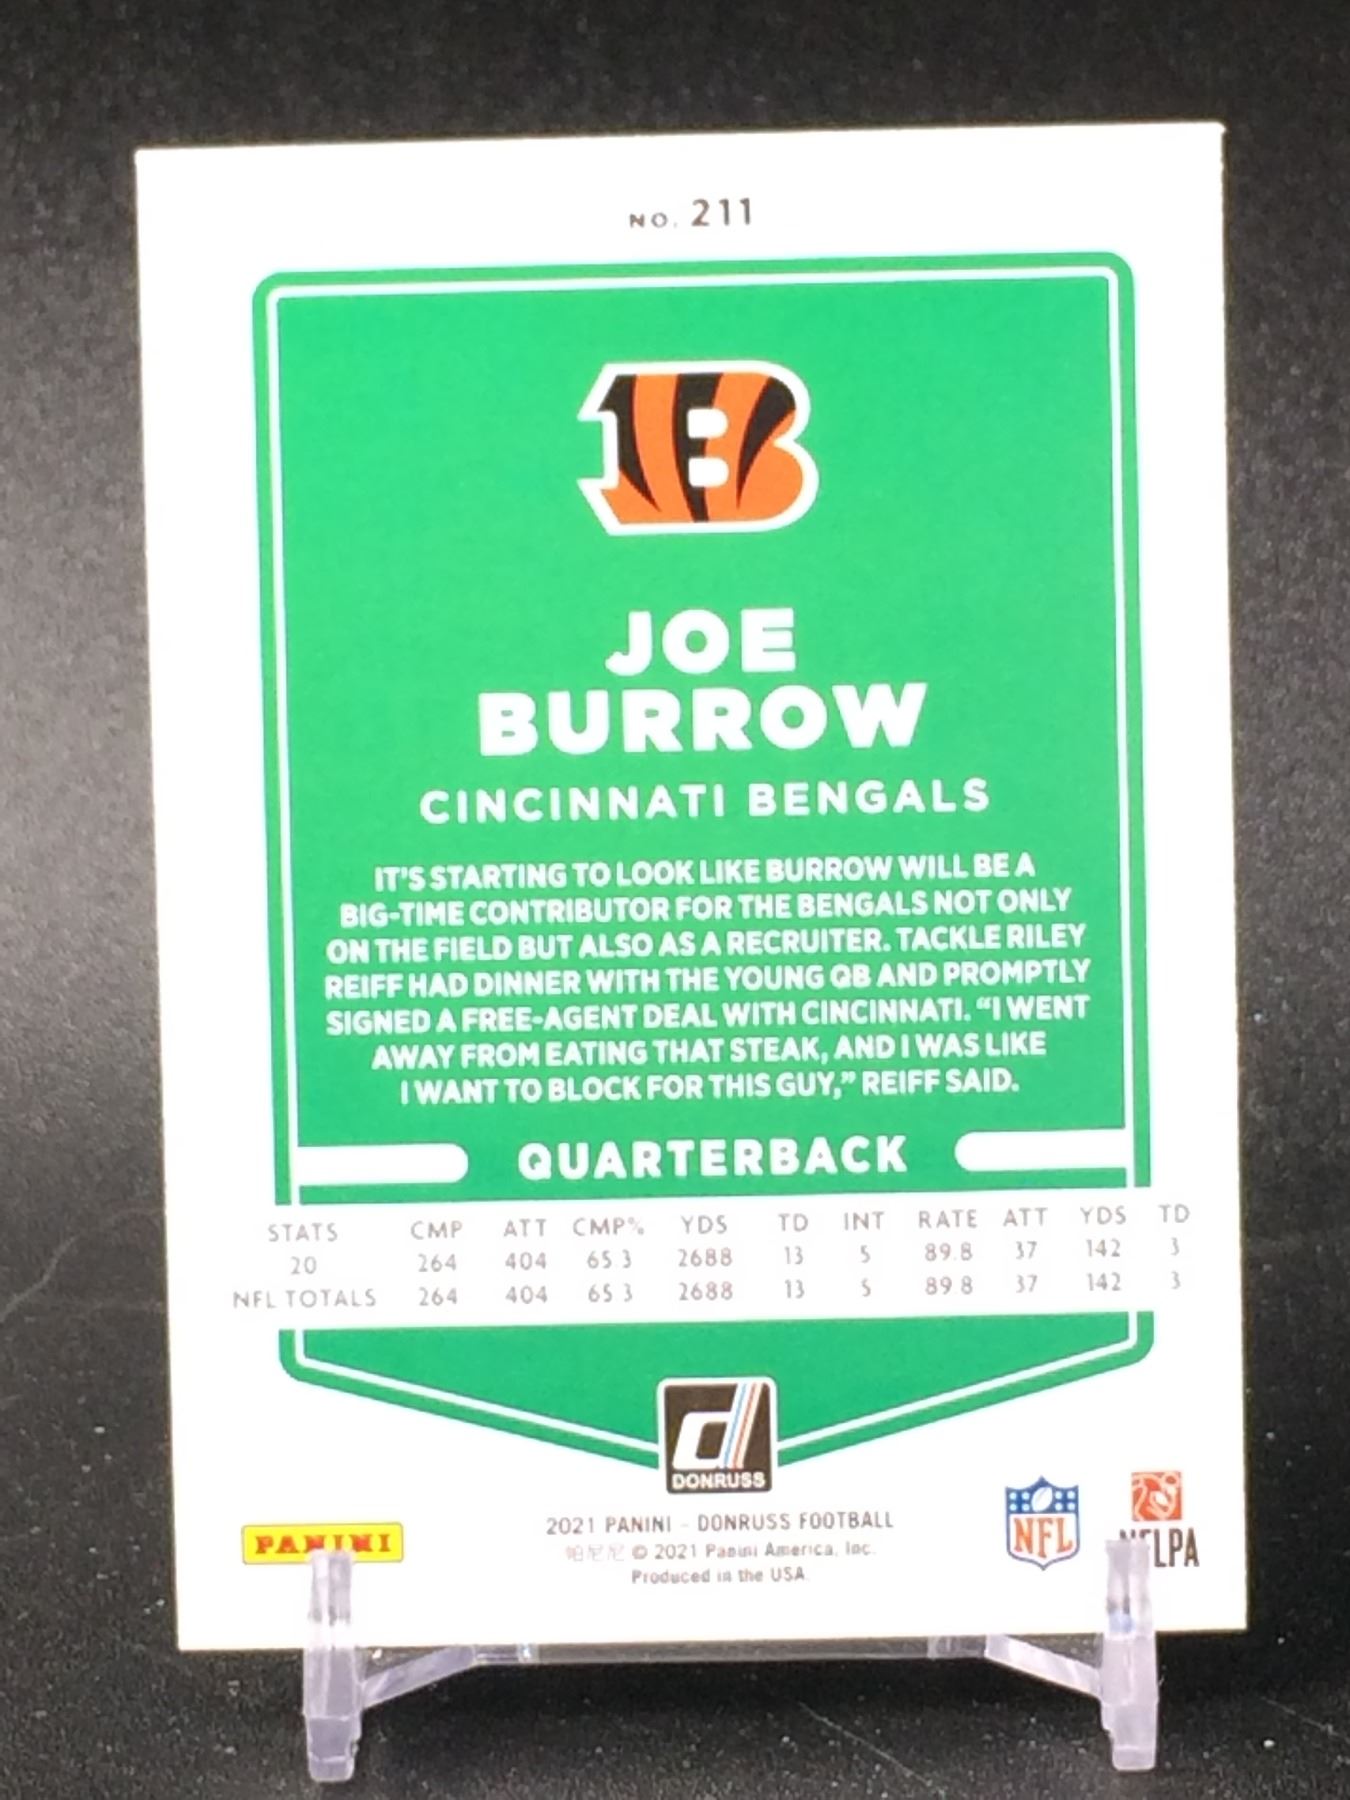 NO. 211
JOE
BURROW
CINCINNATI BENGALS
IT'S STARTING TO LOOK LIKE BURROW WILL BE A
BIG-TIME CONTRIBUTOR FOR THE BENGALS NOT ONLY
ON THE FIELD BUT ALSO AS A RECRUITER. TACKLE RILEY
REIFF HAD DINNER WITH THE YOUNG QB AND PROMPTLY
SIGNED A FREE-AGENT DEAL WITH CINCINNATI. “I WENT
AWAY FROM EATING THAT STEAK, AND I WAS LIKE
I WANT TO BLOCK FOR THIS GUY,” REIFF SAID.
QUARTERBACK
STATS CMP ATT CMP% YDS TD INT RATE ATT YDS TD
20 264 404 65.3 2688 13 5 89.8 37 142 3
NFL TOTALS 264 404 65.3 2688 13 5 89.8 37 142 3
DONRUSS
2021 PANINI - DONRUSS FOOTBALL
帕尼尼 © 2021 Panini America, Inc.
Produced in the USA.
PANINI
NFL
NFLPA